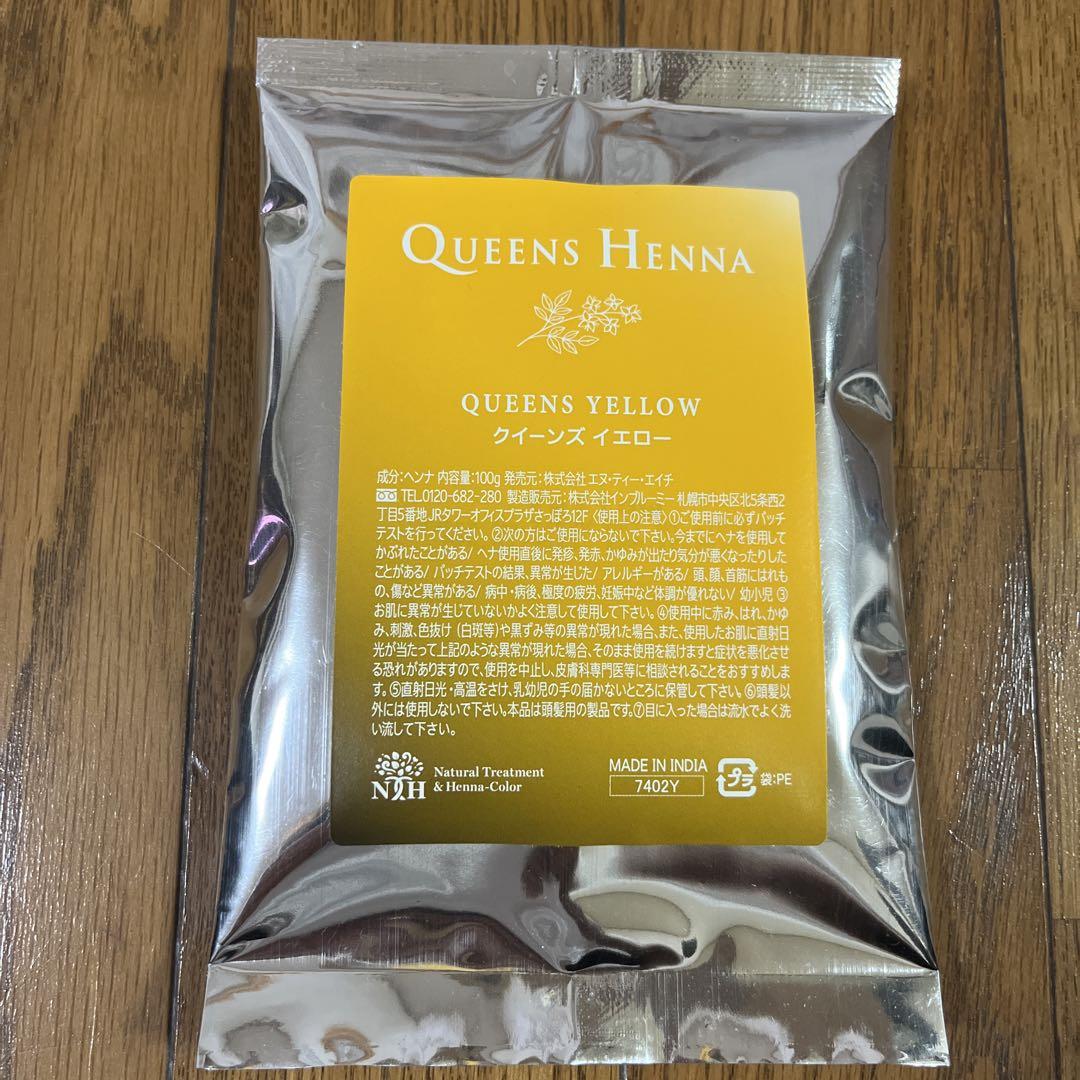 QUEENS HENNA
QUEENS YELLOW
クイーンズ イエロー
成分:ヘンナ 内容量:100g 発売元:株式会社 エヌ・ティー・エイチ
TEL.0120-682-280 製造販売元:株式会社インブルーミー 札幌市中央区北5条西2
丁目5番地JRタワーオフィスプラザさっぽろ12F〈使用上の注意〉①ご使用前に必ずパッチ
テストを行ってください。②次の方はご使用にならないで下さい。今までにヘナを使用して
かぶれたことがある/ ヘナ使用直後に発疹、発赤、かゆみが出たり気分が悪くなったりした
ことがある/ パッチテストの結果、異常が生じた/ アレルギーがある/ 頭、顔、首筋にはれも
の、傷など異常がある/ 病中・病後、極度の疲労、妊娠中など体調が優れない/ 幼小児 ③
お肌に異常が生じていないかよく注意して使用して下さい。④使用中に赤み、はれ、かゆ
み、刺激、色抜け(白斑等)や黒ずみ等の異常が現れた場合、また、使用したお肌に直射日
光が当たって上記のような異常が現れた場合、そのまま使用を続けますと症状を悪化させ
る恐れがありますので、使用を中止し、皮膚科専門医等に相談されることをおすすめしま
す。⑤直射日光・高温をさけ、乳幼児の手の届かないところに保管して下さい。⑥頭髪以
外には使用しないで下さい。本品は頭髪用の製品です。⑦目に入った場合は流水でよく洗
い流して下さい。
NTH
Natural Treatment
& Henna-Color
MADE IN INDIA
7402Y
プラ 袋:PE